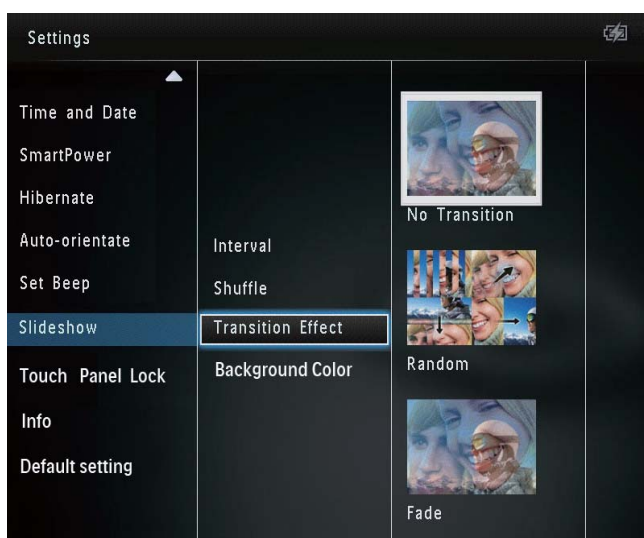 Settings
Time and Date
SmartPower
Hibernate
Auto-orientate
Set Beep
Slideshow
Touch Panel Lock
Info
Default setting
Interval
Shuffle
Transition Effect
Background Color
No Transition
Random
Fade